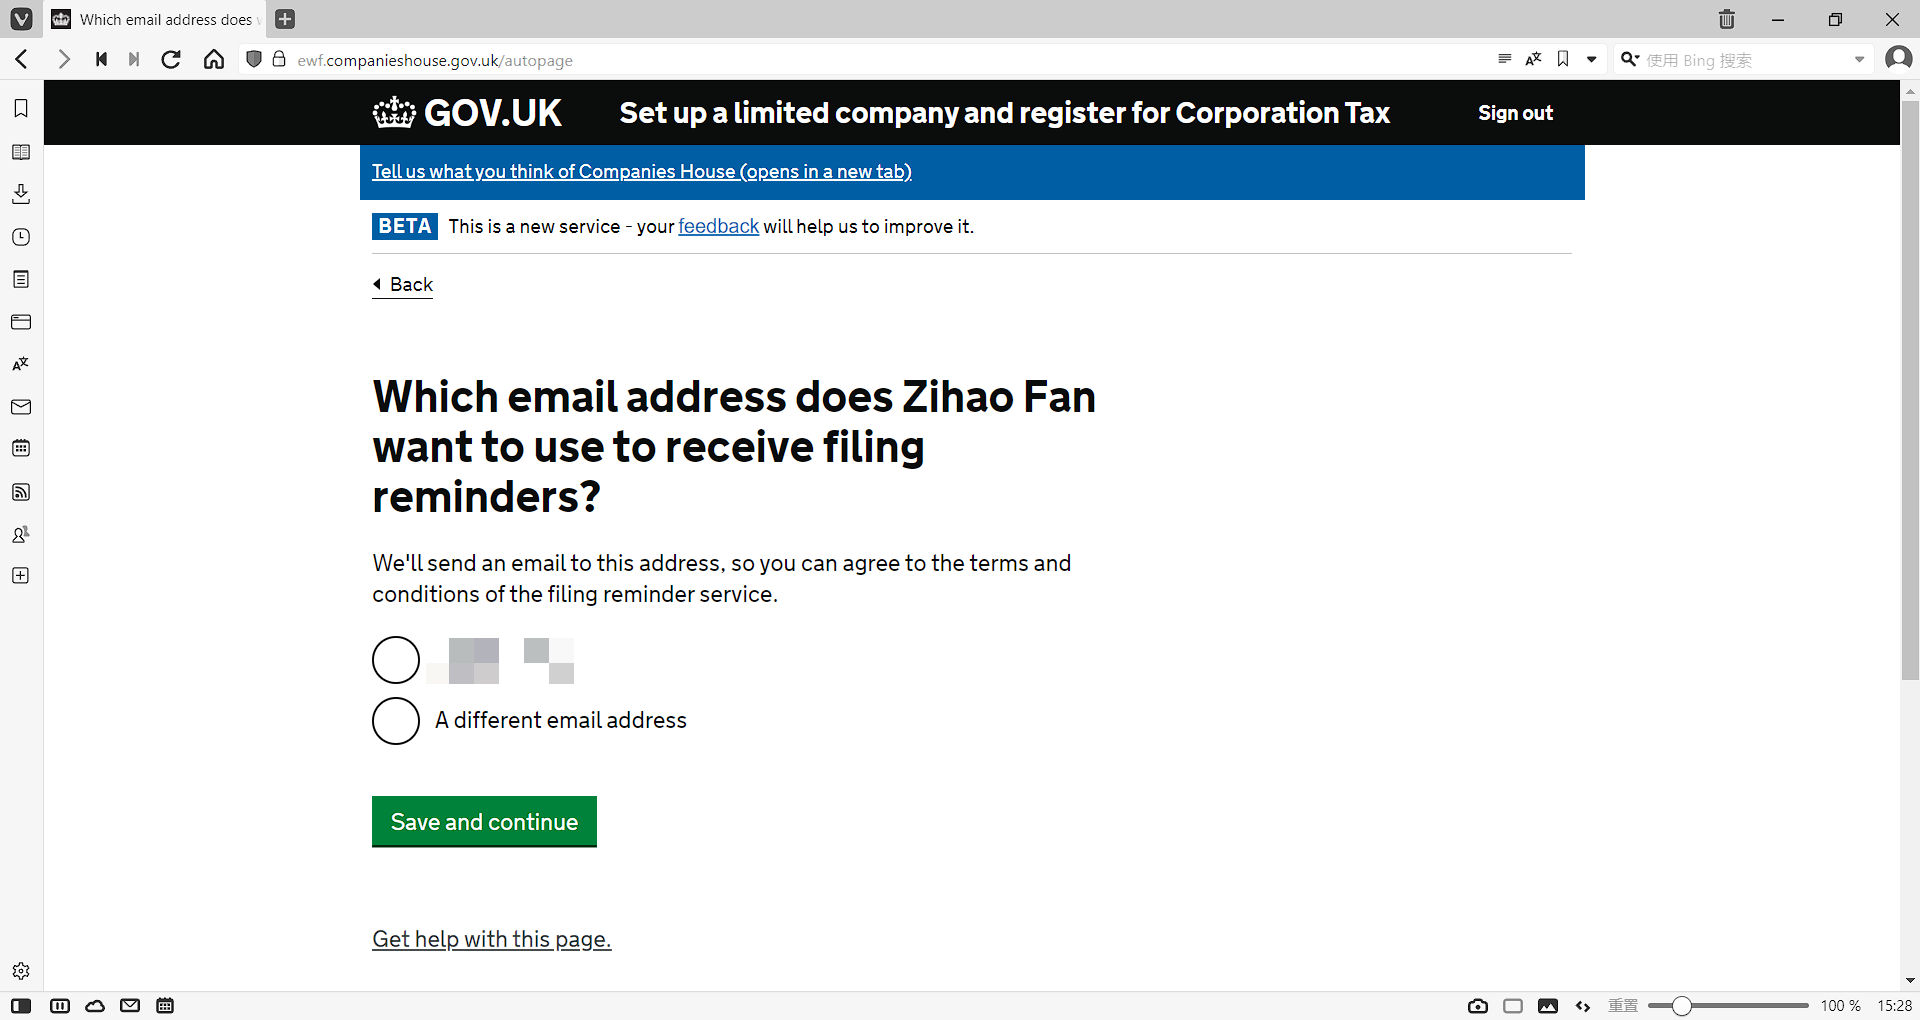 Which email address does
ewf.companieshouse.gov.uk/autopage
使用 Bing 搜索
GOV.UK
Set up a limited company and register for Corporation Tax
Sign out
Tell us what you think of Companies House (opens in a new tab)
BETA This is a new service - your feedback will help us to improve it.
Back
Which email address does Zihao Fan
want to use to receive filing
reminders?
We'll send an email to this address, so you can agree to the terms and
conditions of the filing reminder service.
A different email address
Save and continue
Get help with this page.
重置
100 %
15:28